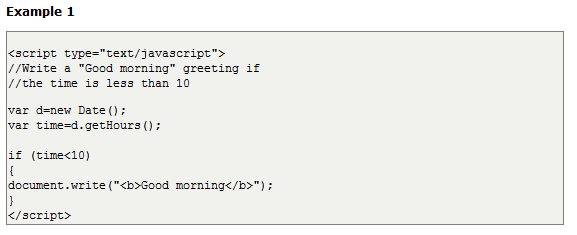 Example 1
<script type="text/javascript">
//Write a "Good morning" greeting if
//the time is less than 10
var d=new Date();
var time=d.getHours();
if (time<10)
{
document.write("<b>Good morning</b>");
}
</script>